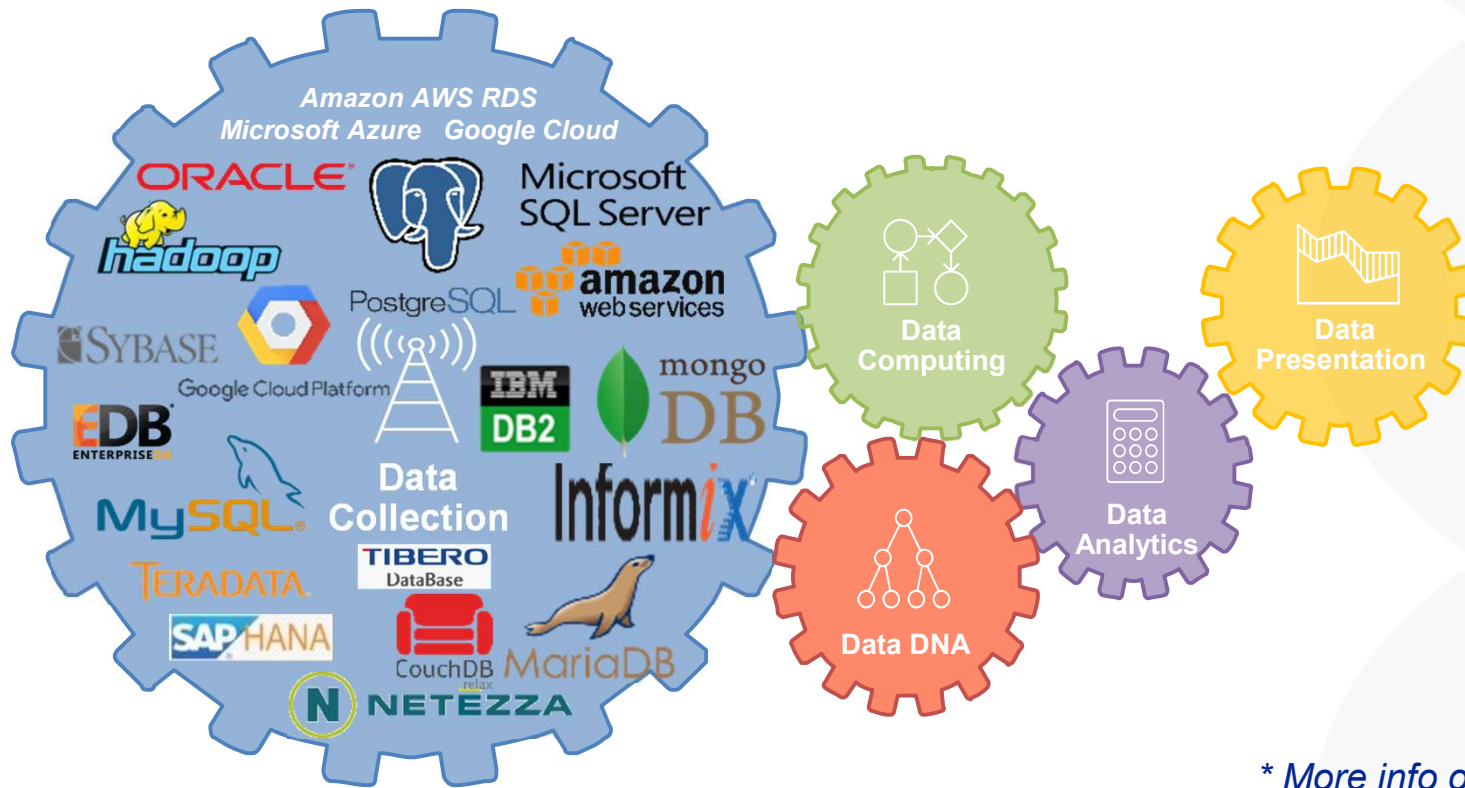 Amazon AWS RDS
Microsoft Azure Google Cloud
ORACLE
hadoop
PostgreSQL
Microsoft
SQL Server
amazon
web services
SYBASE
Google Cloud Platform
IBM
DB2
mongo
DB
EDB
ENTERPRISEDB
MySQL
Data
Collection
Informix
TERADATA
TIBERO
DataBase
SAP HANA
CouchDB
relax
MariaDB
N NETEZZA
Data
Computing
Data DNA
Data
Analytics
Data
Presentation
* More info o